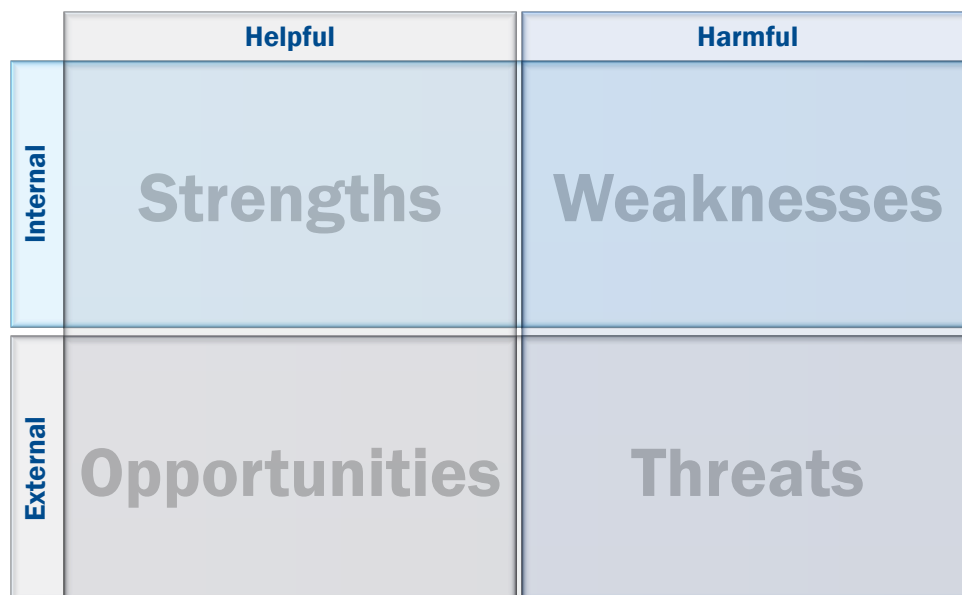 Helpful
Harmful
Internal
Strengths
Weaknesses
External
Opportunities
Threats